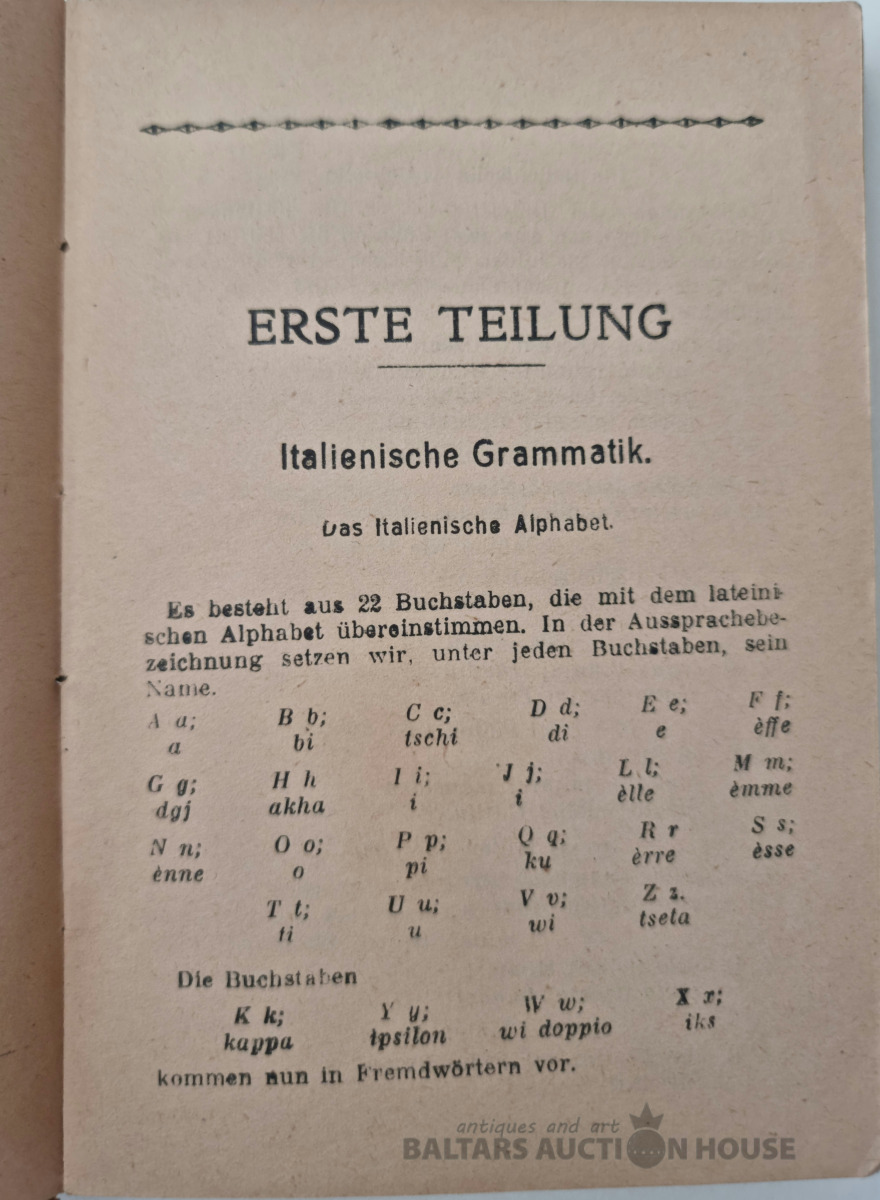 ERSTE TEILUNG
Italienische Grammatik.
Das Italienische Alphabet.
Es besteht aus 22 Buchstaben, die mit dem lateini-
schen Alphabet übereinstimmen. In der Aussprachebe-
zeichnung setzen wir, unter jeden Buchstaben, sein
Name.
A a; B b; C c; D d; E e; F f;
a bi tschi di e èffe
G g; H h I i; J j; L l; M m;
dgj akha i i èlle èmme
N n; O o; P p; Q q; R r S s;
ènne o pi ku èrre èsse
T t; U u; V v; Z z.
ti u wi tseta
Die Buchstaben
K k; Y y; W w; X x;
kappa ipsilon wi doppio iks
kommen nun in Fremdwörtern vor.
antiques and art
BALTARS AUCTION HOUSE